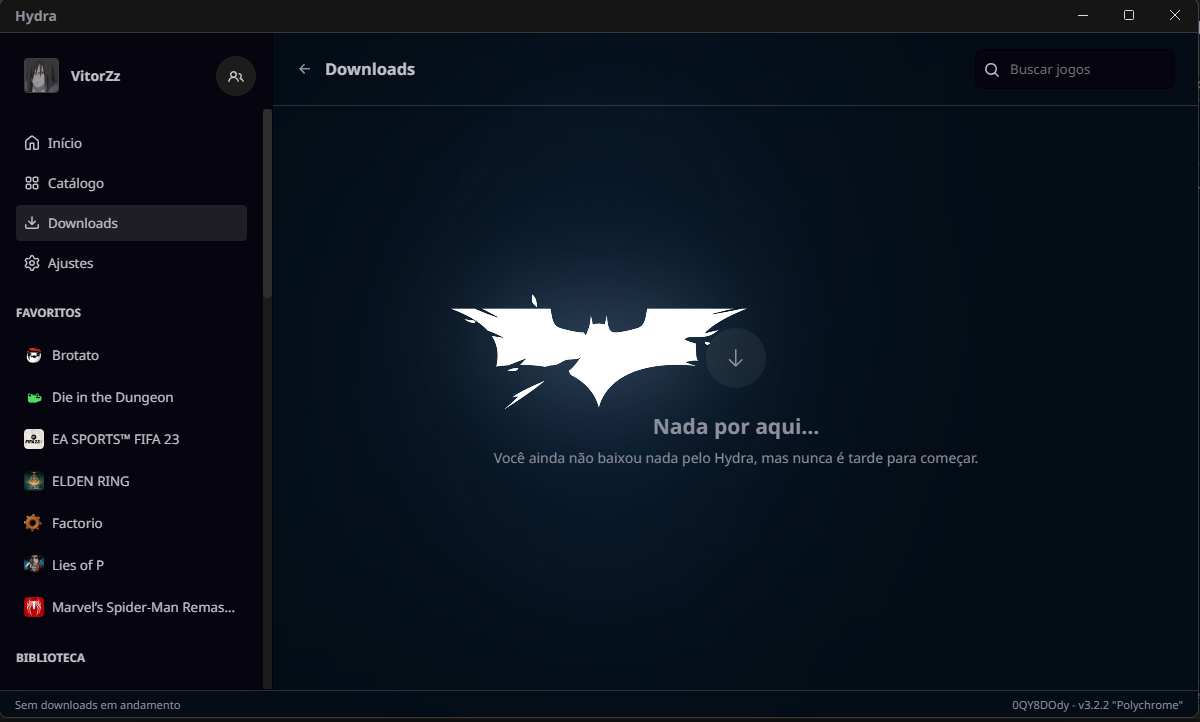 Hydra
VitorZz
Downloads
Buscar jogos
Início
Catálogo
Downloads
Ajustes
FAVORITOS
Brotato
Die in the Dungeon
EA SPORTS™ FIFA 23
ELDEN RING
Factorio
Lies of P
Marvel’s Spider-Man Remas...
BIBLIOTECA
Nada por aqui...
Você ainda não baixou nada pelo Hydra, mas nunca é tarde para começar.
Sem downloads em andamento
0QY8DOdy - v3.2.2 "Polychrome"